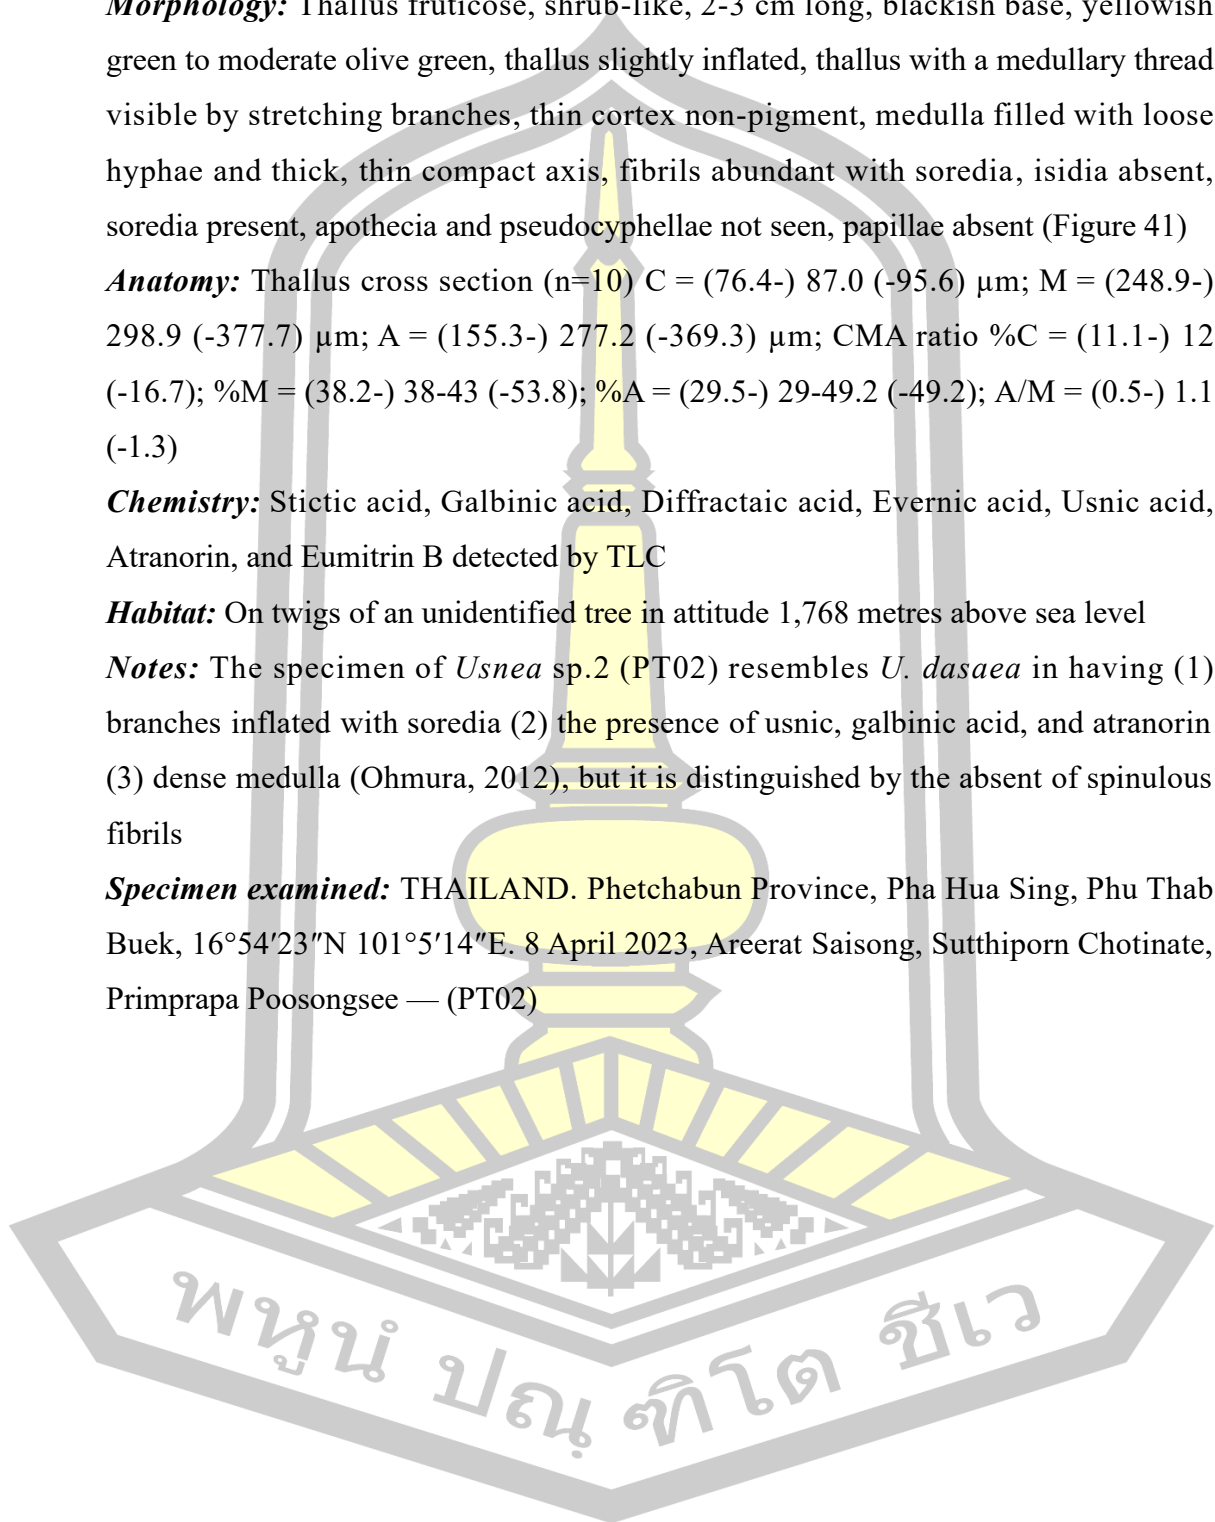 Morphology: Thallus fruticose, shrub-like, 2-3 cm long, blackish base, yellowish
green to moderate olive green, thallus slightly inflated, thallus with a medullary thread
visible by stretching branches, thin cortex non-pigment, medulla filled with loose
hyphae and thick, thin compact axis, fibrils abundant with soredia, isidia absent,
soredia present, apothecia and pseudocyphellae not seen, papillae absent (Figure 41)
Anatomy: Thallus cross section (n=10) C = (76.4-) 87.0 (-95.6) µm; M = (248.9-)
298.9 (-377.7) µm; A = (155.3-) 277.2 (-369.3) µm; CMA ratio %C = (11.1-) 12
(-16.7); %M = (38.2-) 38-43 (-53.8); %A = (29.5-) 29-49.2 (-49.2); A/M = (0.5-) 1.1
(-1.3)
Chemistry: Stictic acid, Galbinic acid, Diffractaic acid, Evernic acid, Usnic acid,
Atranorin, and Eumitrin B detected by TLC
Habitat: On twigs of an unidentified tree in attitude 1,768 metres above sea level
Notes: The specimen of Usnea sp.2 (PT02) resembles U. dasaea in having (1)
branches inflated with soredia (2) the presence of usnic, galbinic acid, and atranorin
(3) dense medulla (Ohmura, 2012), but it is distinguished by the absent of spinulous
fibrils
Specimen examined: THAILAND. Phetchabun Province, Pha Hua Sing, Phu Thab
Buek, 16°54′23″N 101°5′14″E. 8 April 2023, Areerat Saisong, Sutthiporn Chotinate,
Primprapa Poosongsee — (PT02)
พหูนํ ปณฺฑิโต ชีเว